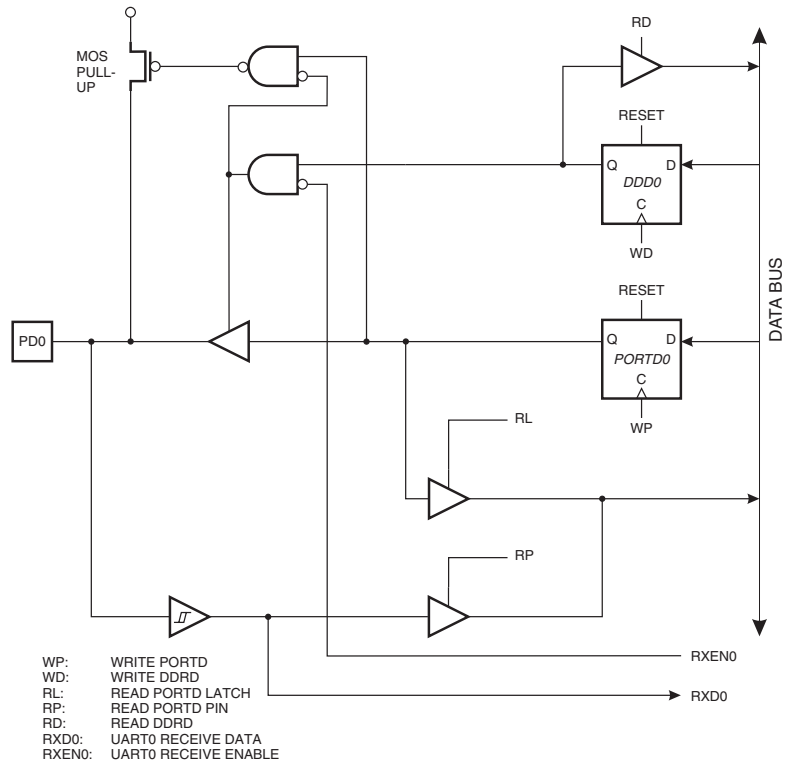 MOS
PULL-
UP
RD
RESET
Q D
DDD0
C
WD
RESET
PD0
Q D
PORTD0
C
WP
DATA BUS
RL
RP
RXEN0
RXD0
WP: WRITE PORTD
WD: WRITE DDRD
RL: READ PORTD LATCH
RP: READ PORTD PIN
RD: READ DDRD
RXD0: UART0 RECEIVE DATA
RXEN0: UART0 RECEIVE ENABLE